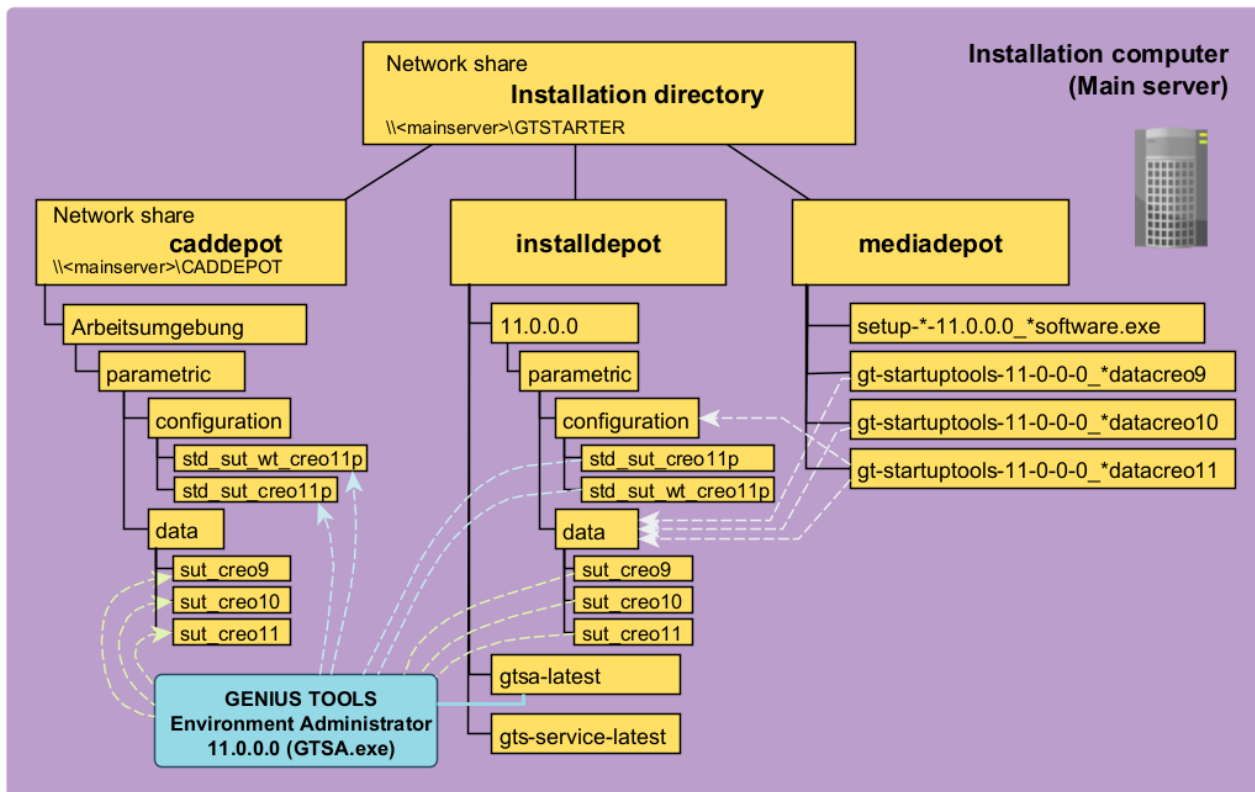 Installation computer
(Main server)
Network share
Installation directory
\\<mainserver>\GTSTARTER
Network share
caddepot
\\<mainserver>\CADDEPOT
Arbeitsumgebung
parametric
configuration
std_sut_wt_creo11p
std_sut_creo11p
data
sut_creo9
sut_creo10
sut_creo11
installdepot
11.0.0.0
parametric
configuration
std_sut_creo11p
std_sut_wt_creo11p
data
sut_creo9
sut_creo10
sut_creo11
gtsa-latest
gts-service-latest
mediadepot
setup-*-11.0.0.0_*software.exe
gt-startuptools-11-0-0-0_*datacreo9
gt-startuptools-11-0-0-0_*datacreo10
gt-startuptools-11-0-0-0_*datacreo11
GENIUS TOOLS
Environment Administrator
11.0.0.0 (GTSA.exe)